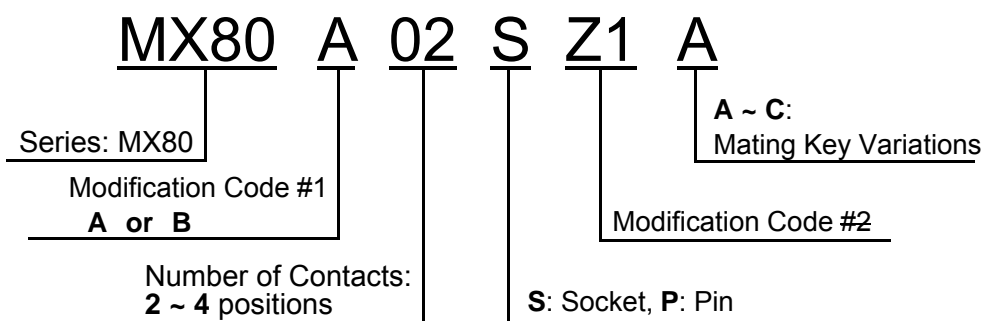 MX80 A 02 S Z1 A
A ~ C:
Mating Key Variations
Series: MX80
Modification Code #1
A or B
Modification Code #2
Number of Contacts:
2 ~ 4 positions
S: Socket, P: Pin